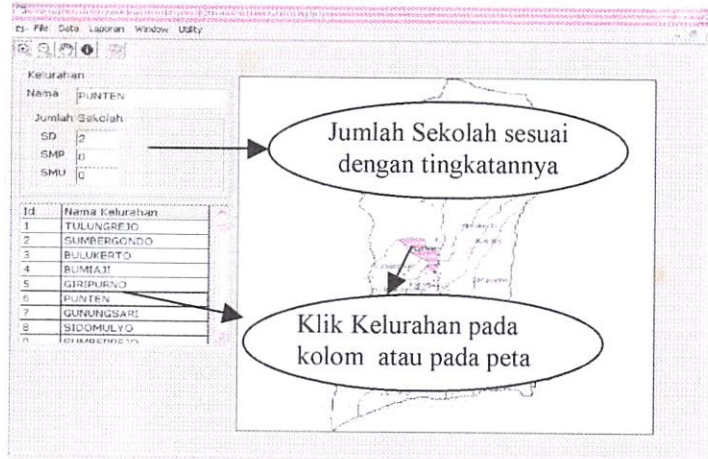 File Data Laporan Window Utility
Kelurahan
Nama PUNTEN
Jumlah Sekolah
SD 2
SMP 0
SMU 0
Jumlah Sekolah sesuai
dengan tingkatannya
Id Nama Kelurahan
1 TULUNGREJO
2 SUMBERGONDO
3 BULUKERTO
4 BUMIAJI
5 GIRIPURNO
6 PUNTEN
7 GUNUNGSARI
8 SIDOMULYO
Klik Kelurahan pada
kolom atau pada peta